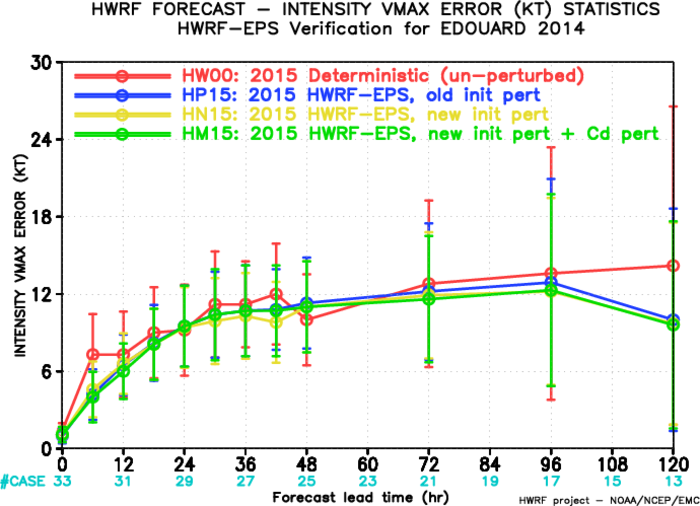 HWRF FORECAST – INTENSITY VMAX ERROR (KT) STATISTICS
HWRF–EPS Verification for EDOUARD 2014
HW00: 2015 Deterministic (un–perturbed)
HP15: 2015 HWRF–EPS, old init pert
HN15: 2015 HWRF–EPS, new init pert
HM15: 2015 HWRF–EPS, new init pert + Cd pert
INTENSITY VMAX ERROR (KT)
30
24
18
12
6
0
0 12 24 36 48 60 72 84 96 108 120
#CASE 33 31 29 27 25 23 21 19 17 15 13
Forecast lead time (hr)
HWRF project – NOAA/NCEP/EMC